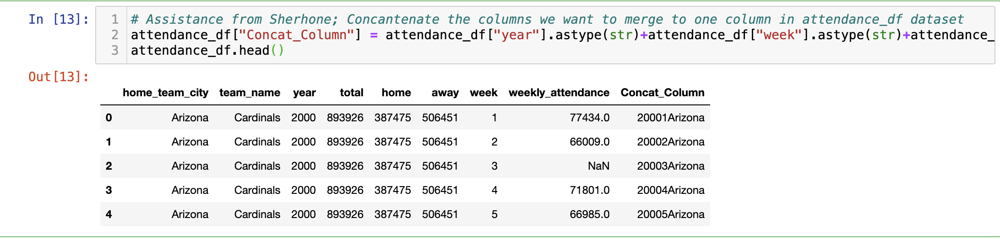 In [13]:
1 # Assistance from Sherhone; Concantenate the columns we want to merge to one column in attendance_df dataset
2 attendance_df["Concat_Column"] = attendance_df["year"].astype(str)+attendance_df["week"].astype(str)+attendance_
3 attendance_df.head()
Out[13]:
home_team_city team_name year total home away week weekly_attendance Concat_Column
0 Arizona Cardinals 2000 893926 387475 506451 1 77434.0 20001Arizona
1 Arizona Cardinals 2000 893926 387475 506451 2 66009.0 20002Arizona
2 Arizona Cardinals 2000 893926 387475 506451 3 NaN 20003Arizona
3 Arizona Cardinals 2000 893926 387475 506451 4 71801.0 20004Arizona
4 Arizona Cardinals 2000 893926 387475 506451 5 66985.0 20005Arizona